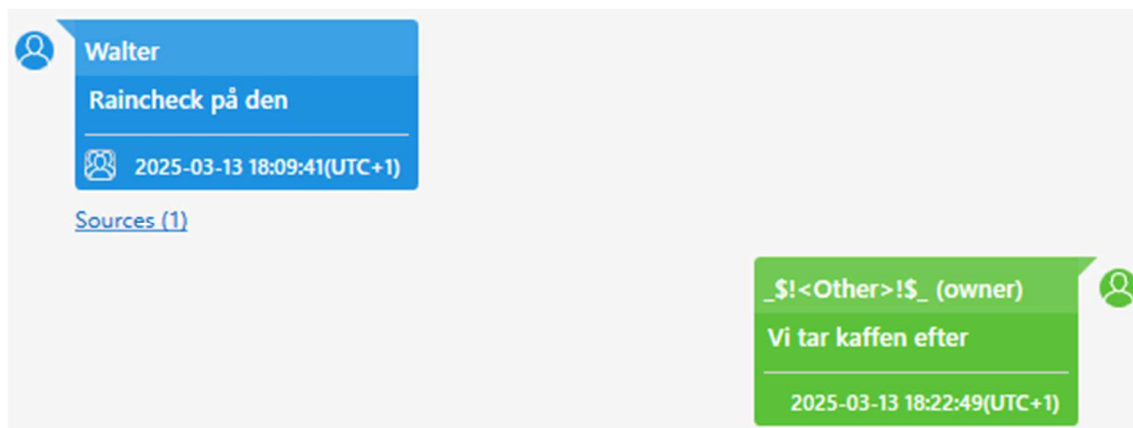 Walter
Raincheck på den
2025-03-13 18:09:41(UTC+1)
Sources (1)
_$!<Other>!$_ (owner)
Vi tar kaffen efter
2025-03-13 18:22:49(UTC+1)